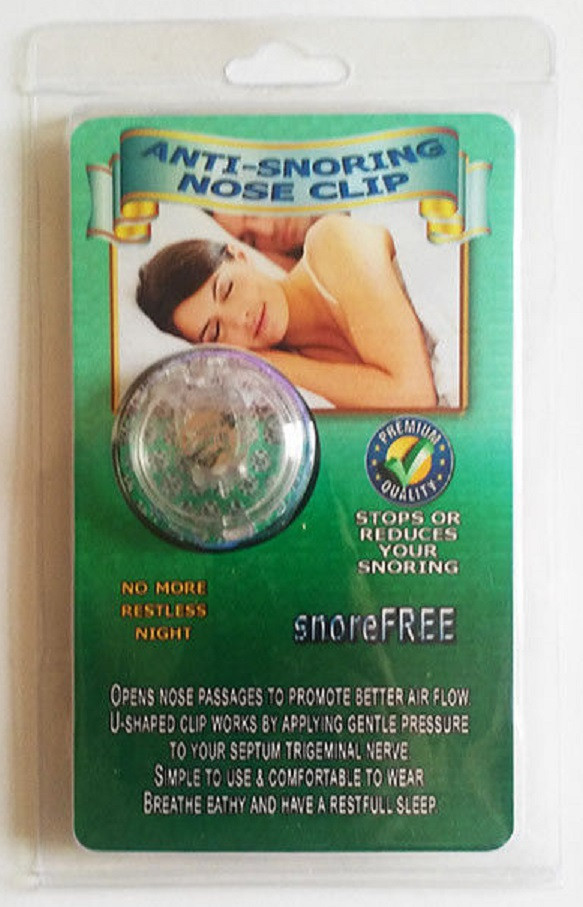 ANTI-SNORING
NOSE CLIP
PREMIUM
QUALITY
STOPS OR
REDUCES
YOUR
SNORING
NO MORE
RESTLESS
NIGHT
snoreFREE
OPENS NOSE PASSAGES TO PROMOTE BETTER AIR FLOW.
U-SHAPED CLIP WORKS BY APPLYING GENTLE PRESSURE
TO YOUR SEPTUM TRIGEMINAL NERVE.
SIMPLE TO USE & COMFORTABLE TO WEAR
BREATHE EATHY AND HAVE A RESTFULL SLEEP.